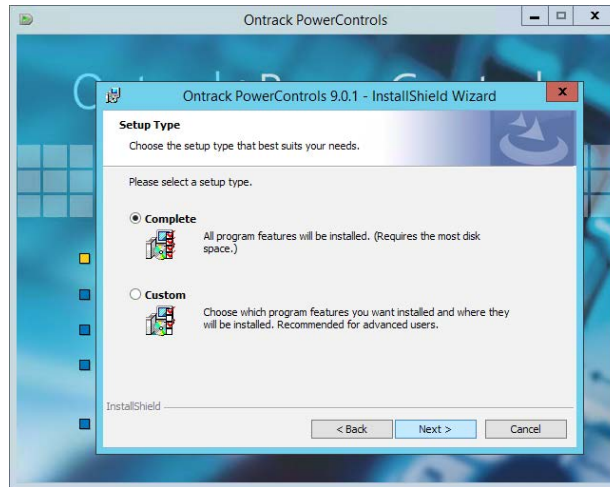 Ontrack PowerControls
Ontrack PowerControls 9.0.1 - InstallShield Wizard
Setup Type
Choose the setup type that best suits your needs.
Please select a setup type.
Complete
All program features will be installed. (Requires the most disk
space.)
Custom
Choose which program features you want installed and where they
will be installed. Recommended for advanced users.
InstallShield
< Back
Next >
Cancel